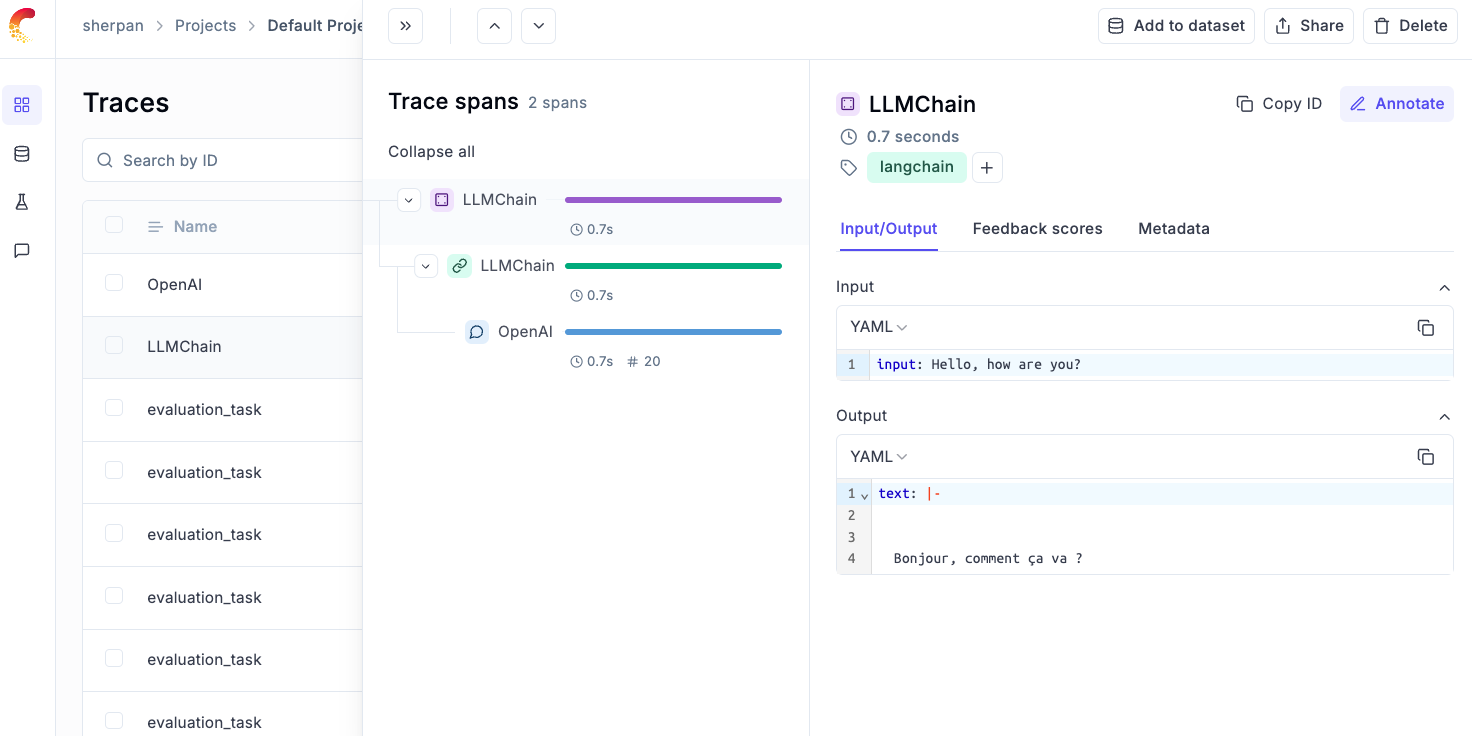 sherpan > Projects > Default Proje
Add to dataset
Share
Delete
Traces
Search by ID
Name
OpenAI
LLMChain
evaluation_task
evaluation_task
evaluation_task
evaluation_task
evaluation_task
evaluation_task
Trace spans 2 spans
Collapse all
LLMChain
0.7s
LLMChain
0.7s
OpenAI
0.7s # 20
LLMChain
Copy ID
Annotate
0.7 seconds
langchain +
Input/Output Feedback scores Metadata
Input
YAML
1 input: Hello, how are you?
Output
YAML
1 text: |-
2
3
4 Bonjour, comment ça va ?